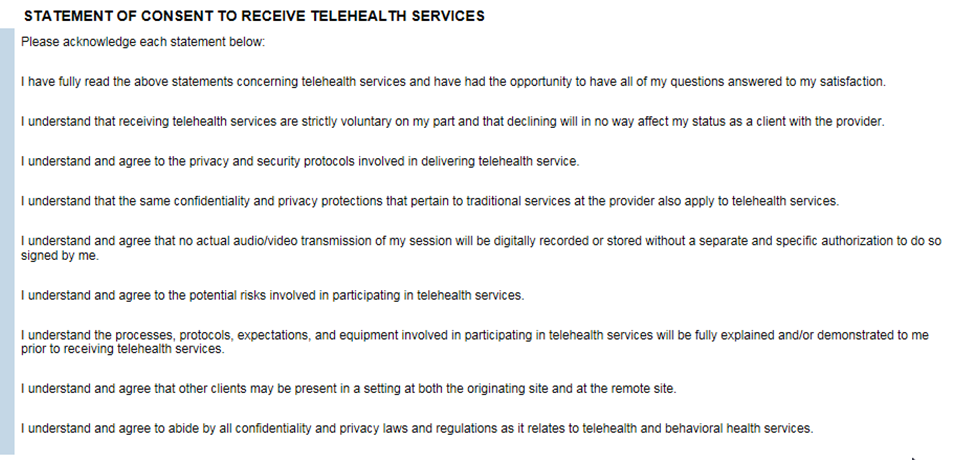 STATEMENT OF CONSENT TO RECEIVE TELEHEALTH SERVICES
Please acknowledge each statement below:
I have fully read the above statements concerning telehealth services and have had the opportunity to have all of my questions answered to my satisfaction.
I understand that receiving telehealth services are strictly voluntary on my part and that declining will in no way affect my status as a client with the provider.
I understand and agree to the privacy and security protocols involved in delivering telehealth service.
I understand that the same confidentiality and privacy protections that pertain to traditional services at the provider also apply to telehealth services.
I understand and agree that no actual audio/video transmission of my session will be digitally recorded or stored without a separate and specific authorization to do so
signed by me.
I understand and agree to the potential risks involved in participating in telehealth services.
I understand the processes, protocols, expectations, and equipment involved in participating in telehealth services will be fully explained and/or demonstrated to me
prior to receiving telehealth services.
I understand and agree that other clients may be present in a setting at both the originating site and at the remote site.
I understand and agree to abide by all confidentiality and privacy laws and regulations as it relates to telehealth and behavioral health services.